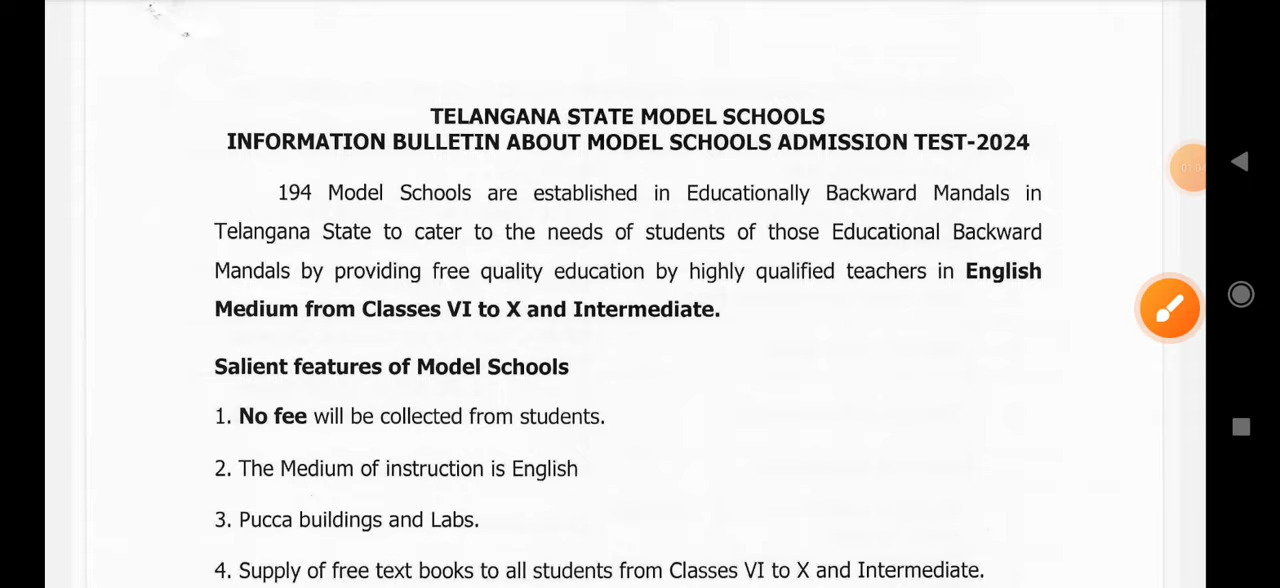 TELANGANA STATE MODEL SCHOOLS
INFORMATION BULLETIN ABOUT MODEL SCHOOLS ADMISSION TEST-2024
194 Model Schools are established in Educationally Backward Mandals in
Telangana State to cater to the needs of students of those Educational Backward
Mandals by providing free quality education by highly qualified teachers in English
Medium from Classes VI to X and Intermediate.
Salient features of Model Schools
1. No fee will be collected from students.
2. The Medium of instruction is English
3. Pucca buildings and Labs.
4. Supply of free text books to all students from Classes VI to X and Intermediate.